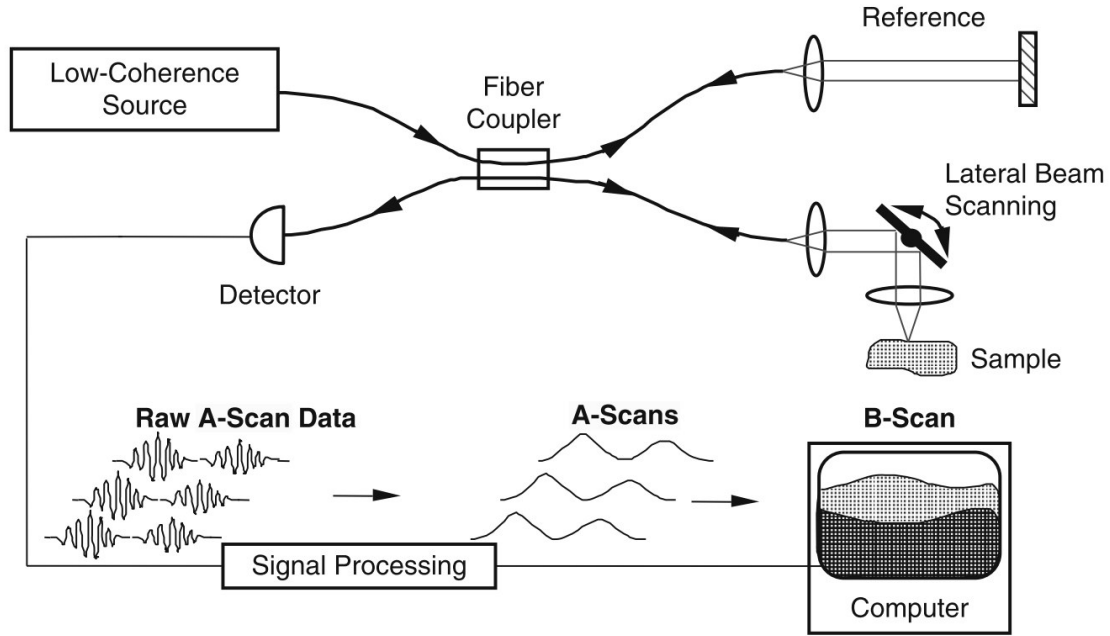 Reference
Low-Coherence
Source
Fiber
Coupler
Lateral Beam
Scanning
Detector
Sample
Raw A-Scan Data
A-Scans
B-Scan
Signal Processing
Computer